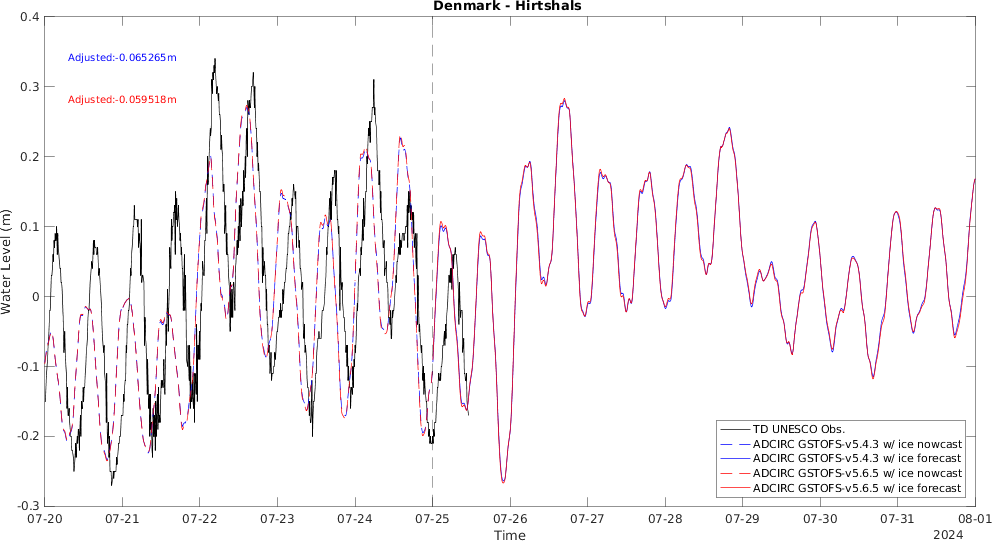 Denmark - Hirtshals
Adjusted:-0.065265m
Adjusted:-0.059518m
Water Level (m)
0.4
0.3
0.2
0.1
0
-0.1
-0.2
-0.3
07-20
07-21
07-22
07-23
07-24
07-25
07-26
07-27
07-28
07-29
07-30
07-31
08-01
Time
2024
TD UNESCO Obs.
ADCIRC GSTOFS-v5.4.3 w/ ice nowcast
ADCIRC GSTOFS-v5.4.3 w/ ice forecast
ADCIRC GSTOFS-v5.6.5 w/ ice nowcast
ADCIRC GSTOFS-v5.6.5 w/ ice forecast